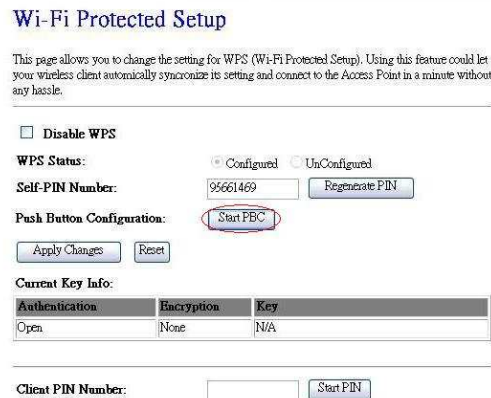 Wi-Fi Protected Setup
This page allows you to change the setting for WPS (Wi-Fi Protected Setup). Using this feature could let
your wireless client automically syncronize its setting and connect to the Access Point in a minute without
any hassle.
Disable WPS
WPS Status: Configured UnConfigured
Self-PIN Number: 95661469 Regenerate PIN
Push Button Configuration: Start PBC
Apply Changes Reset
Current Key Info:
Authentication Encryption Key
Open None N/A
Client PIN Number: Start PIN